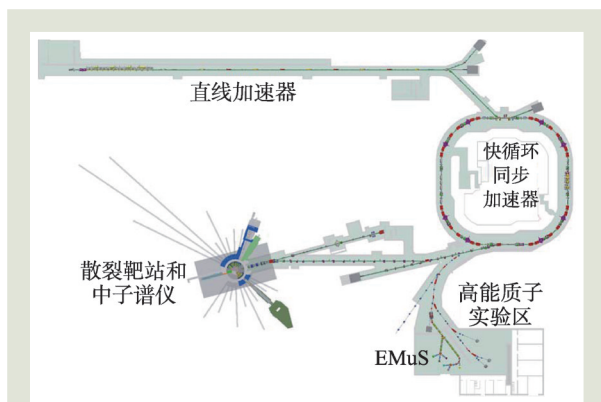 直线加速器
快循环
同步
加速器
散裂靶站和
中子谱仪
高能质子
实验区
EMuS